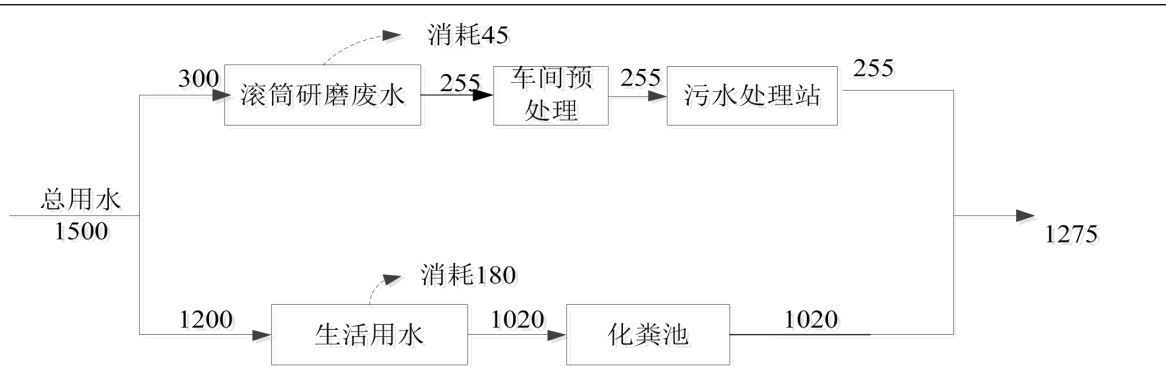 消耗45
300
滚筒研磨废水
255
车间预
处理
255
污水处理站
255
总用水
1500
1275
消耗180
1200
生活用水
1020
化粪池
1020